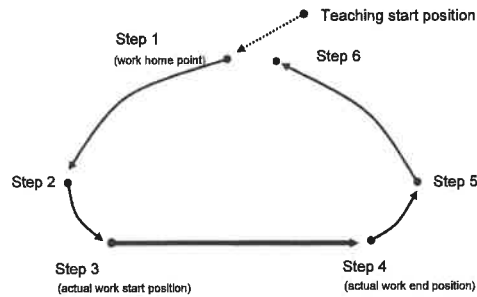 Teaching start position
Step 1
(work home point)
Step 6
Step 2
Step 5
Step 3
(actual work start position)
Step 4
(actual work end position)